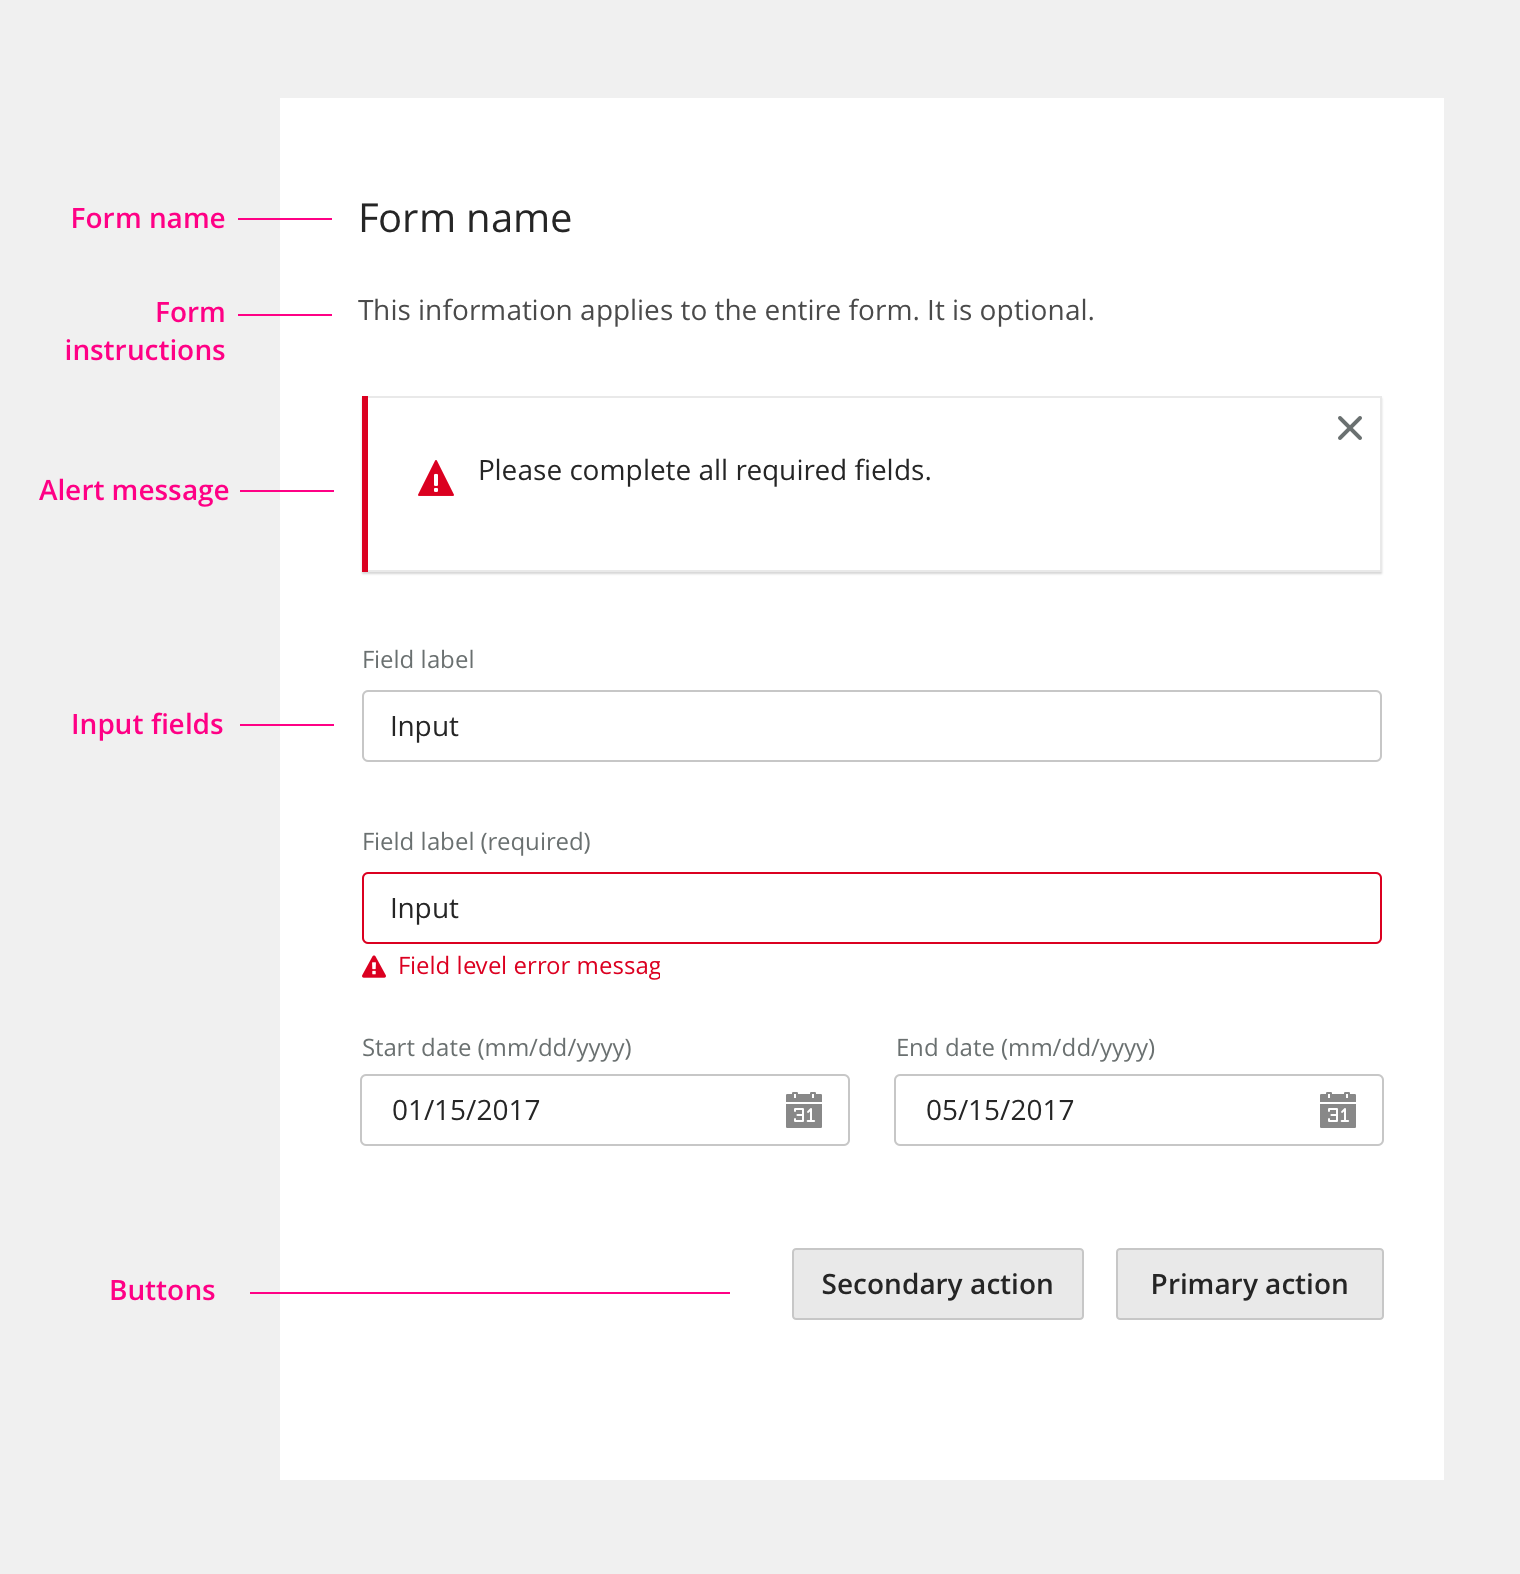 Form name
Form name
Form
instructions
This information applies to the entire form. It is optional.
Alert message
Please complete all required fields.
Field label
Input fields
Input
Field label (required)
Input
Field level error messag
Start date (mm/dd/yyyy)
End date (mm/dd/yyyy)
01/15/2017
31
05/15/2017
31
Buttons
Secondary action
Primary action